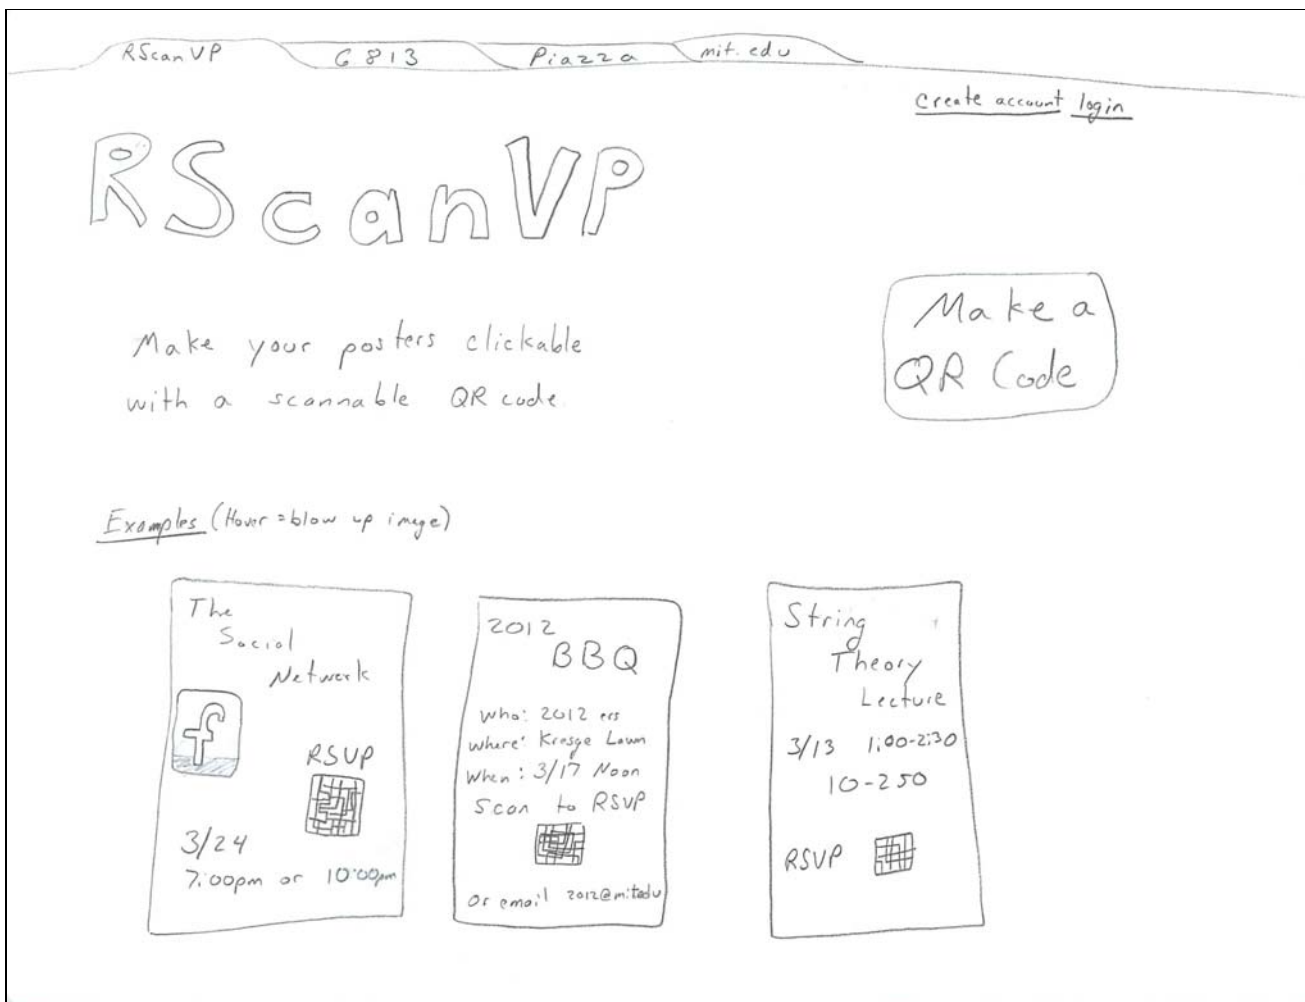 RScanVP 6813 Piazza mit.edu
Create account login
RScanVP
Make a
QR Code
Make your posters clickable
with a scannable QR code.
Examples (Hover = blow up image)
The
Social
Network
f
RSVP
3/24
7:00pm or 10:00pm
2012
BBQ
Who: 2012 ers
Where: Kresge Lawn
When: 3/17 Noon
Scan to RSVP
Or email 2012@mit.edu
String
Theory
Lecture
3/13 1:00-2:30
10-250
RSVP